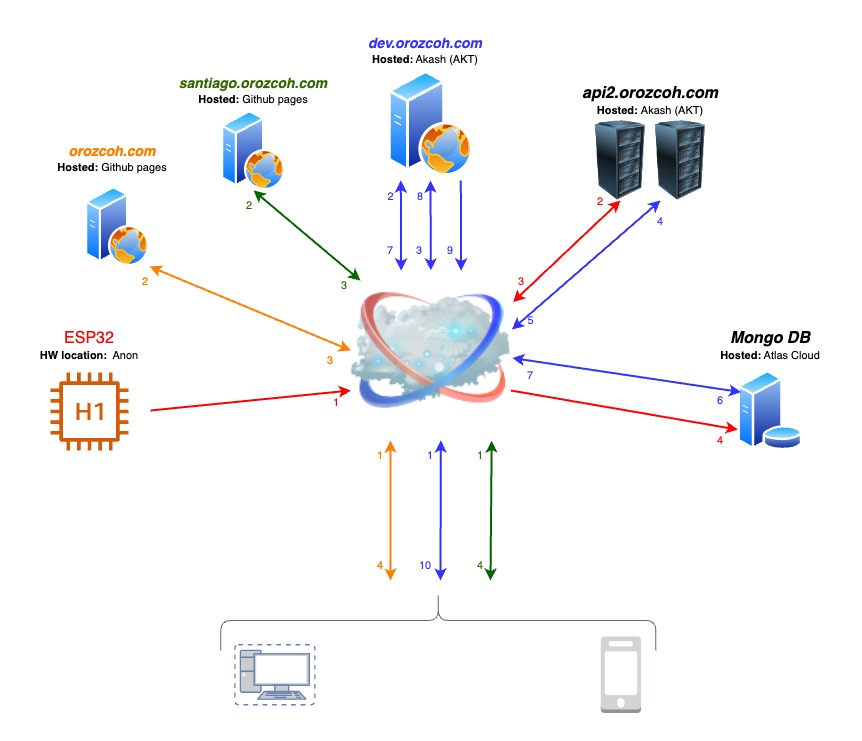 dev.orozcoh.com
Hosted: Akash (AKT)
santiago.orozcoh.com
Hosted: Github pages
api2.orozcoh.com
Hosted: Akash (AKT)
orozcoh.com
Hosted: Github pages
2
8
2
2
4
7
3
9
2
3
3
5
ESP32
HW location: Anon
3
Mongo DB
Hosted: Atlas Cloud
7
6
H1
1
4
1
1
1
4
10
4